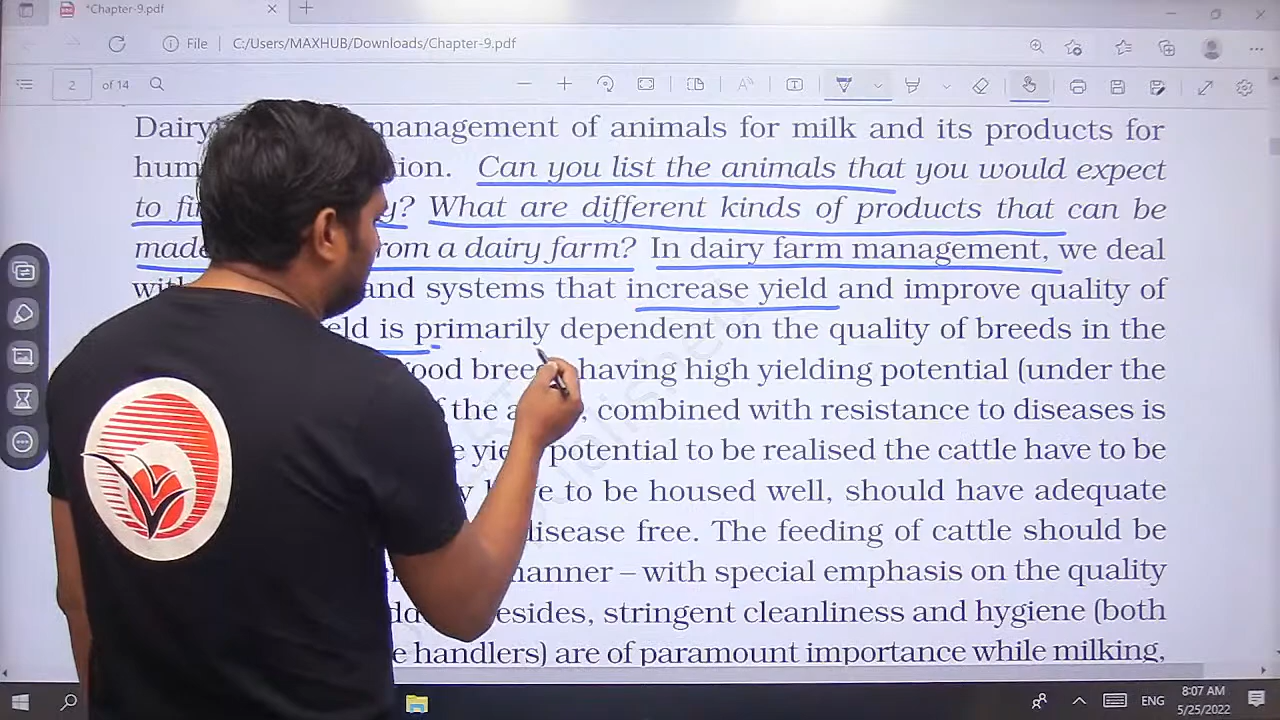 *Chapter-9.pdf
File C:/Users/MAXHUB/Downloads/Chapter-9.pdf
2 of 14
Dairy management of animals for milk and its products for
hum ion. Can you list the animals that you would expect
to fi y? What are different kinds of products that can be
made rom a dairy farm? In dairy farm management, we deal
with and systems that increase yield and improve quality of
eld is primarily dependent on the quality of breeds in the
good breeds having high yielding potential (under the
f the a , combined with resistance to diseases is
e yield potential to be realised the cattle have to be
y have to be housed well, should have adequate
disease free. The feeding of cattle should be
manner – with special emphasis on the quality
esides, stringent cleanliness and hygiene (both
e handlers) are of paramount importance while milking,
ENG
8:07 AM
5/25/2022